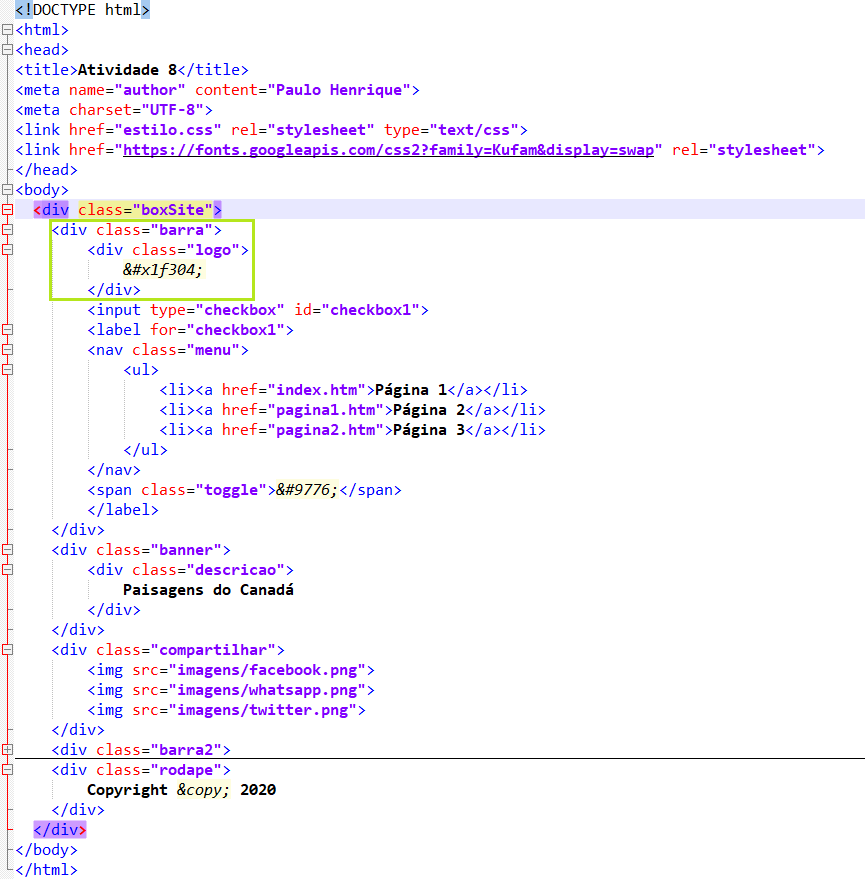 <!DOCTYPE html>
<html>
<head>
<title>Atividade 8</title>
<meta name="author" content="Paulo Henrique">
<meta charset="UTF-8">
<link href="estilo.css" rel="stylesheet" type="text/css">
<link href="https://fonts.googleapis.com/css2?family=Kufam&display=swap" rel="stylesheet">
</head>
<body>
<div class="boxSite">
<div class="barra">
<div class="logo">
&#x1f304;
</div>
<input type="checkbox" id="checkbox1">
<label for="checkbox1">
<nav class="menu">
<ul>
<li><a href="index.htm">Página 1</a></li>
<li><a href="pagina1.htm">Página 2</a></li>
<li><a href="pagina2.htm">Página 3</a></li>
</ul>
</nav>
<span class="toggle">&#9776;</span>
</label>
</div>
<div class="banner">
<div class="descricao">
Paisagens do Canadá
</div>
</div>
<div class="compartilhar">
<img src="imagens/facebook.png">
<img src="imagens/whatsapp.png">
<img src="imagens/twitter.png">
</div>
<div class="barra2">
<div class="rodape">
Copyright &copy; 2020
</div>
</div>
</body>
</html>